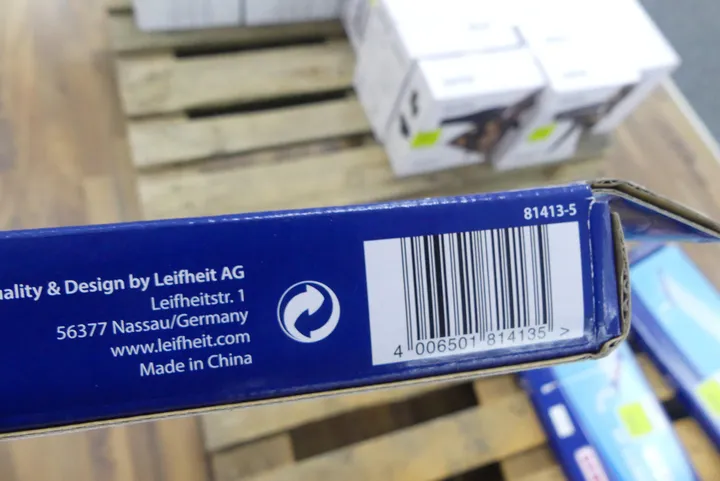 81413-5
uality & Design by Leifheit AG
Leifheitstr. 1
56377 Nassau/Germany
www.leifheit.com
Made in China
4 006501 814135 >